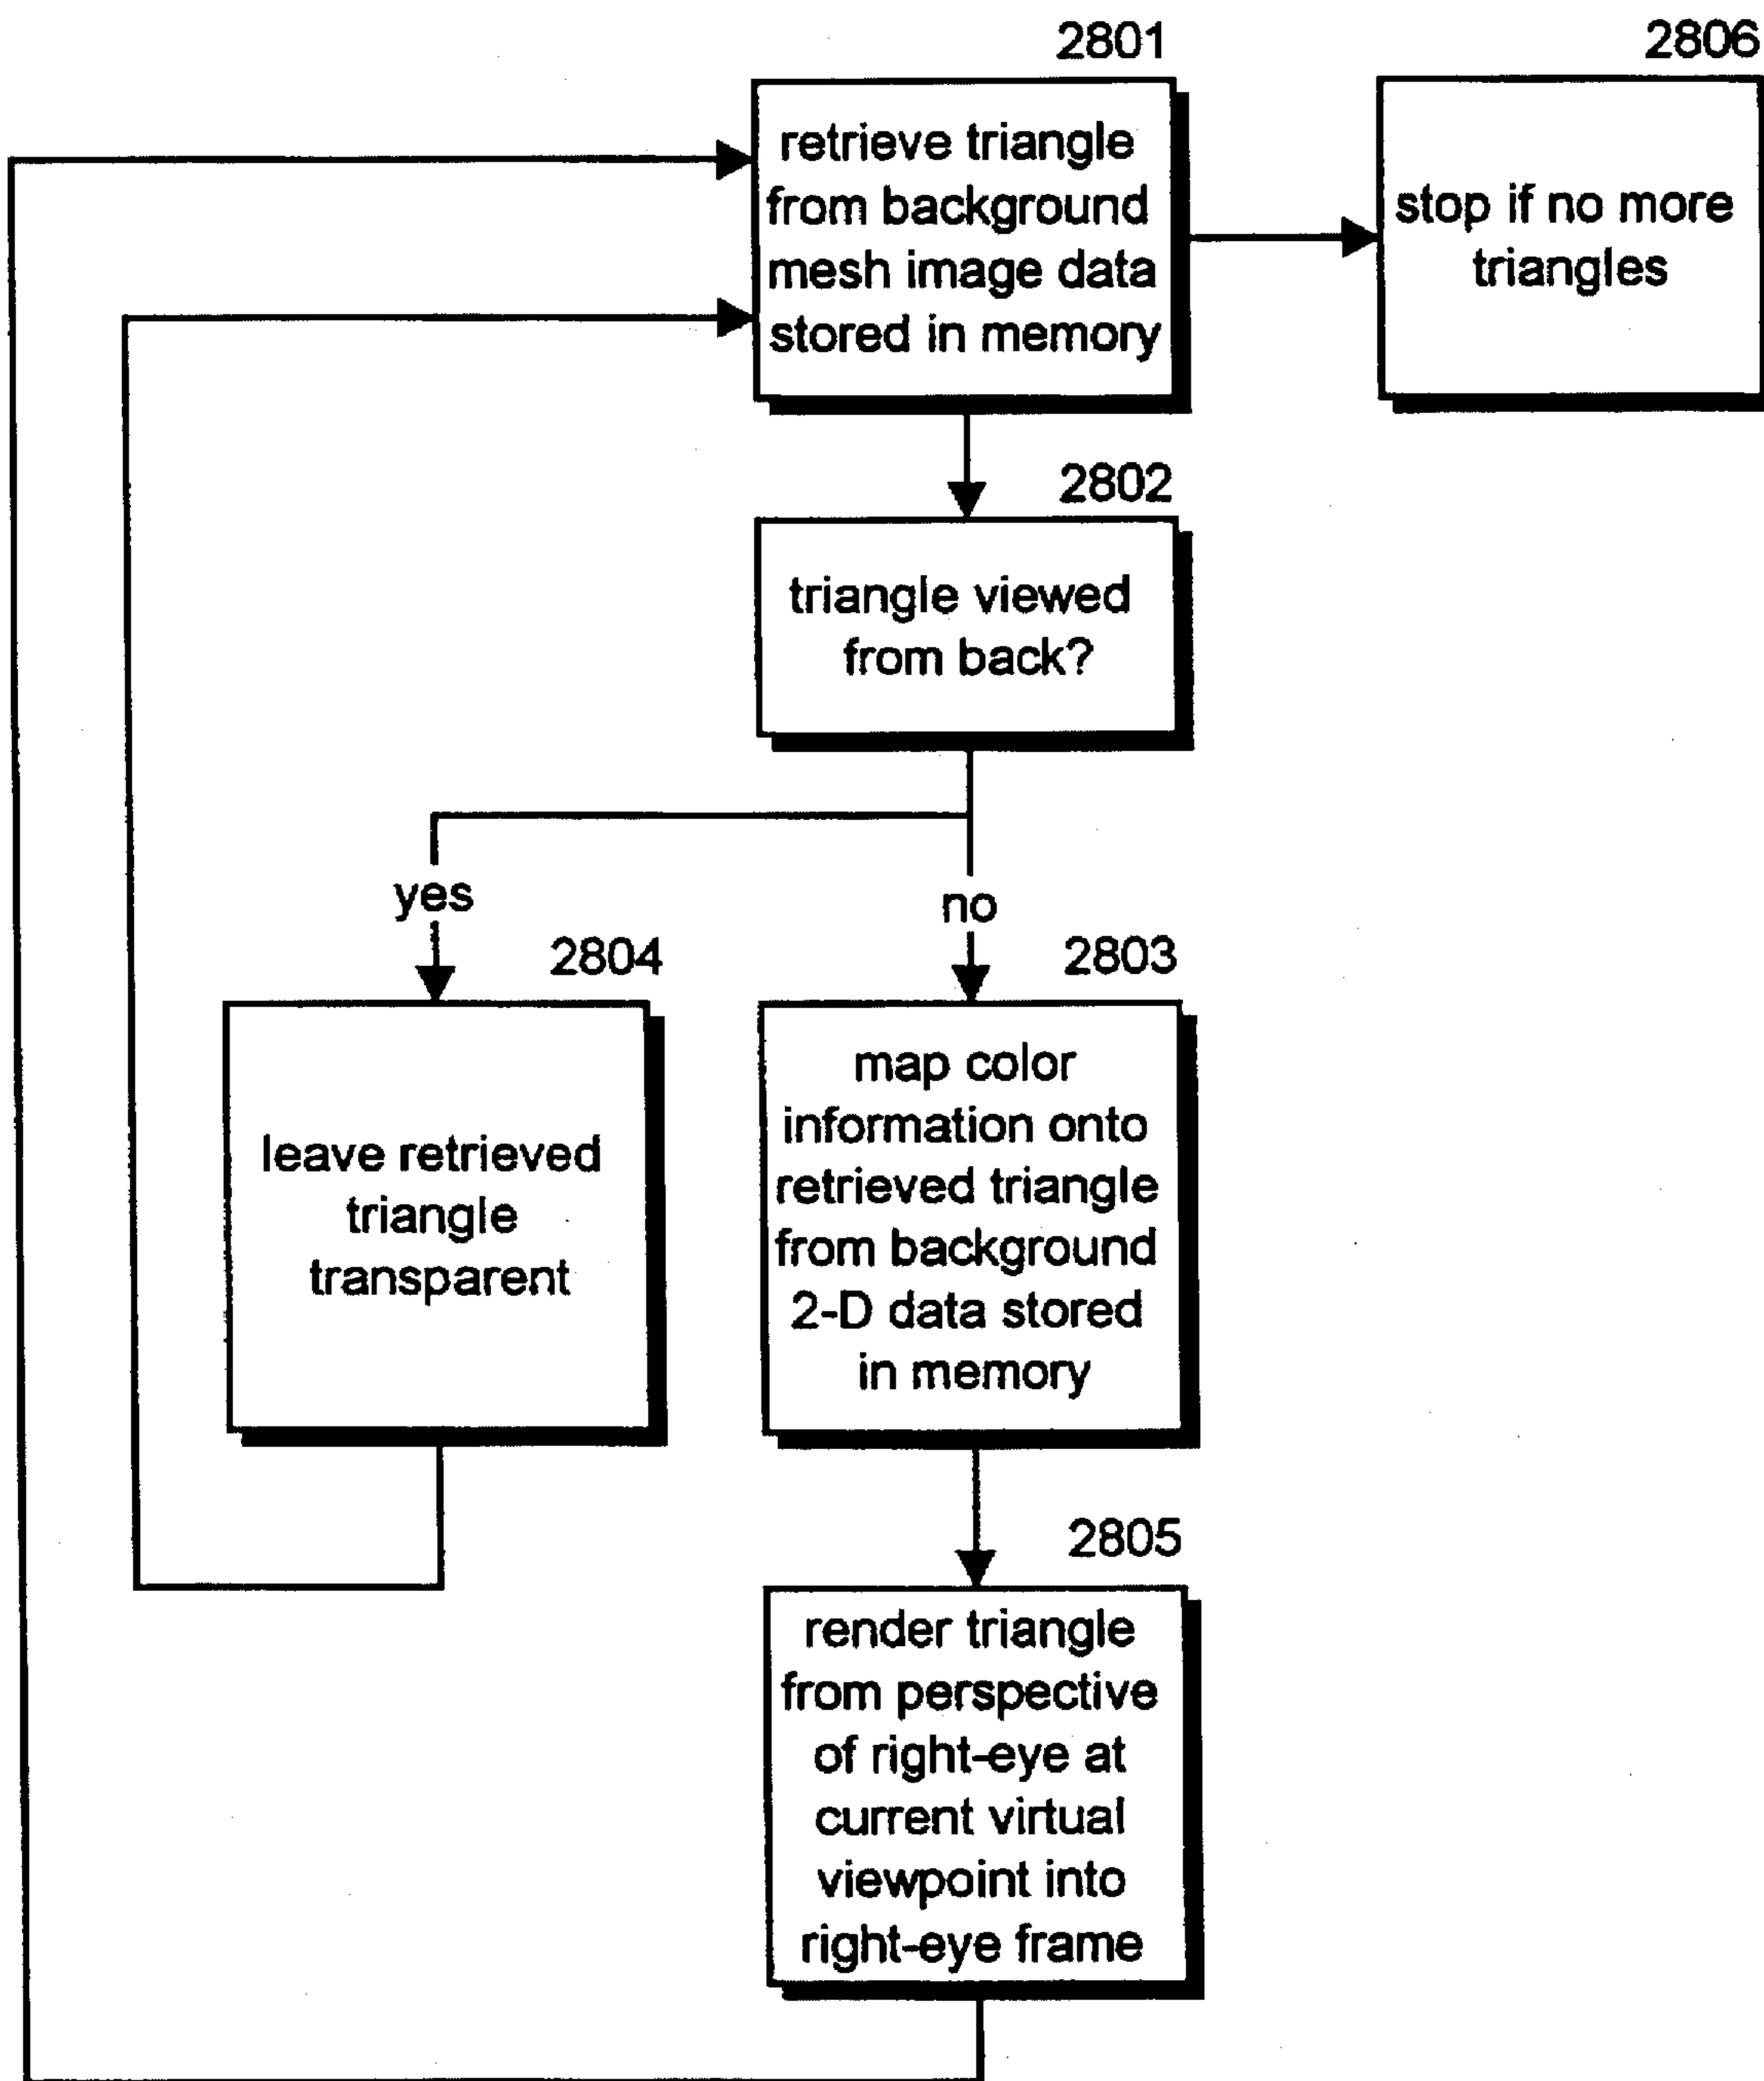 2801
retrieve triangle
from background
mesh image data
stored in memory
2806
stop if no more
triangles
2802
triangle viewed
from back?
yes
no
2804
leave retrieved
triangle
transparent
2803
map color
information onto
retrieved triangle
from background
2-D data stored
in memory
2805
render triangle
from perspective
of right-eye at
current virtual
viewpoint into
right-eye frame